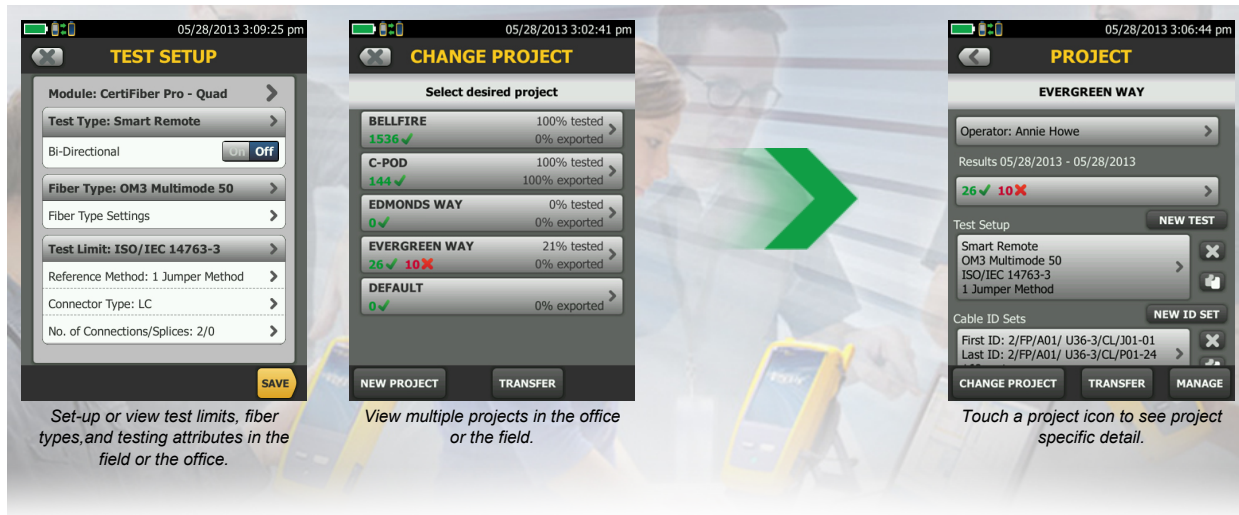 05/28/2013 3:09:25 pm
TEST SETUP
Module: CertiFiber Pro - Quad
Test Type: Smart Remote
Bi-Directional On Off
Fiber Type: OM3 Multimode 50
Fiber Type Settings
Test Limit: ISO/IEC 14763-3
Reference Method: 1 Jumper Method
Connector Type: LC
No. of Connections/Splices: 2/0
SAVE
Set-up or view test limits, fiber
types,and testing attributes in the
field or the office.
05/28/2013 3:02:41 pm
CHANGE PROJECT
Select desired project
BELLFIRE 100% tested
1536 ✓ 0% exported
C-POD 100% tested
144 ✓ 100% exported
EDMONDS WAY 0% tested
0 ✓ 0% exported
EVERGREEN WAY 21% tested
26 ✓ 10 ✗ 0% exported
DEFAULT
0 ✓ 0% exported
NEW PROJECT TRANSFER
View multiple projects in the office
or the field.
05/28/2013 3:06:44 pm
PROJECT
EVERGREEN WAY
Operator: Annie Howe
Results 05/28/2013 - 05/28/2013
26 ✓ 10 ✗
Test Setup NEW TEST
Smart Remote
OM3 Multimode 50
ISO/IEC 14763-3
1 Jumper Method
Cable ID Sets NEW ID SET
First ID: 2/FP/A01/ U36-3/CL/J01-01
Last ID: 2/FP/A01/ U36-3/CL/P01-24
CHANGE PROJECT TRANSFER MANAGE
Touch a project icon to see project
specific detail.